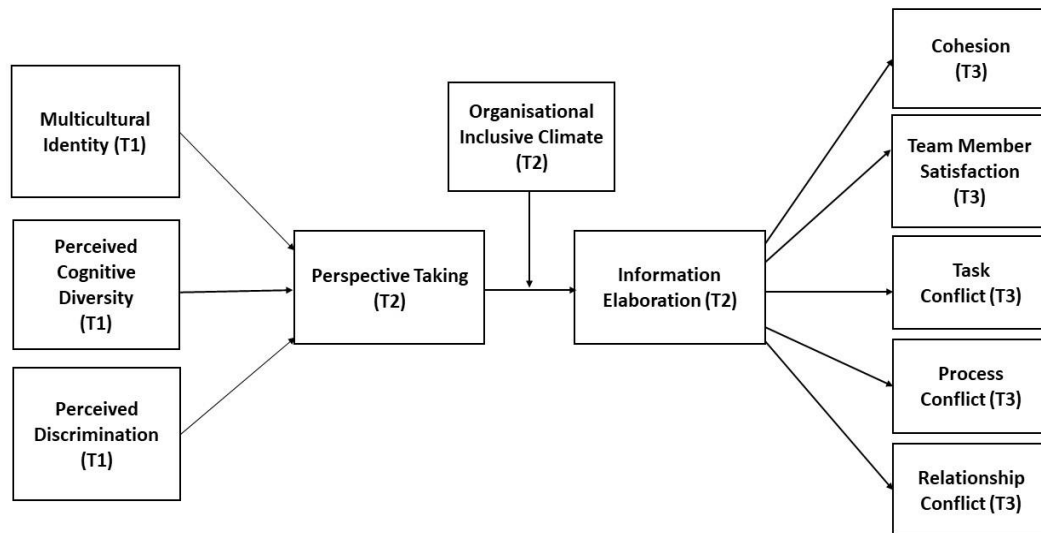 Multicultural
Identity (T1)
Perceived
Cognitive
Diversity
(T1)
Perceived
Discrimination
(T1)
Perspective Taking
(T2)
Organisational
Inclusive Climate
(T2)
Information
Elaboration (T2)
Cohesion
(T3)
Team Member
Satisfaction
(T3)
Task
Conflict (T3)
Process
Conflict (T3)
Relationship
Conflict (T3)